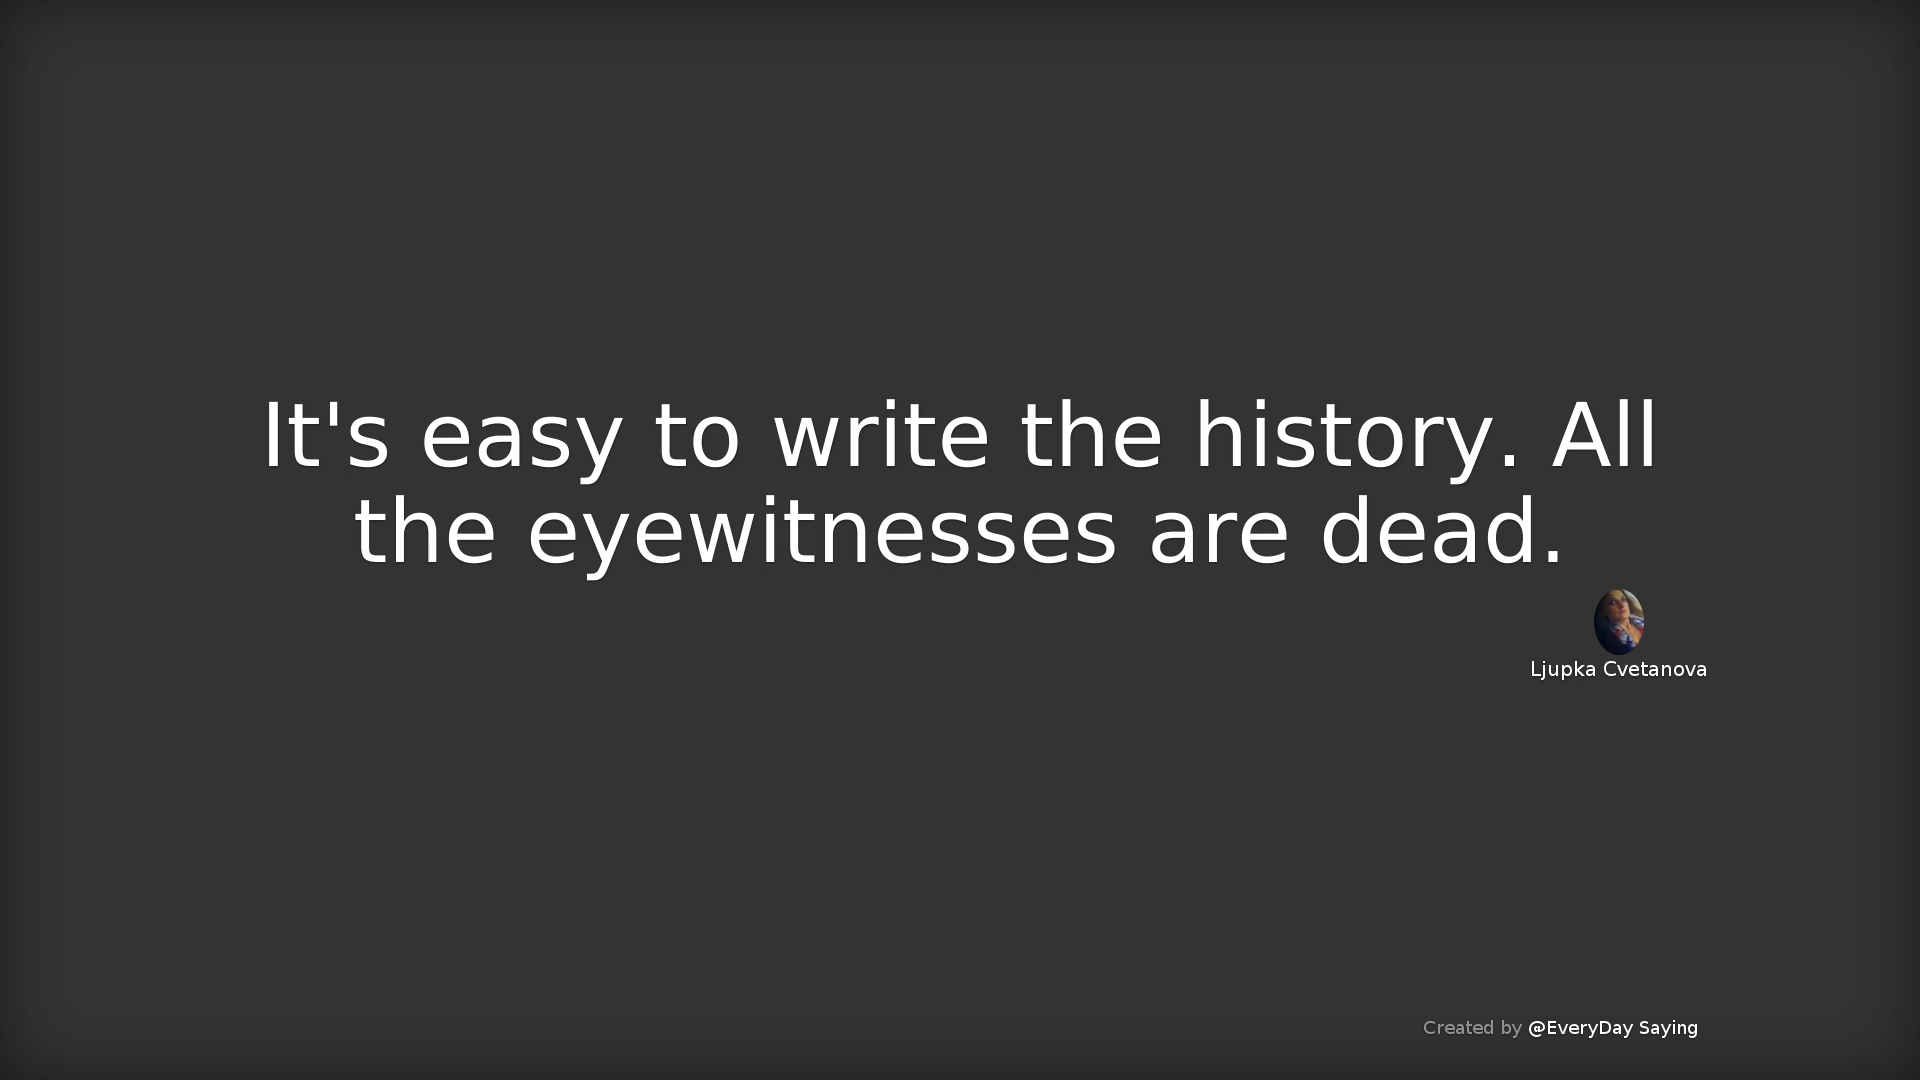 It's easy to write the history. All
the eyewitnesses are dead.
Ljupka Cvetanova
Created by @EveryDay Saying